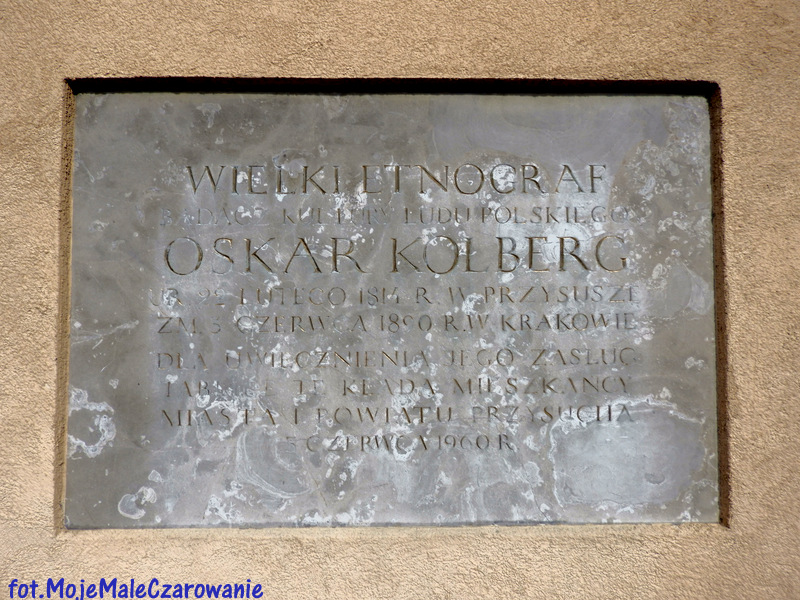 WIELKI ETNOGRAF
BADACZ KULTURY LUDU POLSKIEGO
OSKAR KOLBERG
UR. 22 LUTEGO 1814 R. W PRZYSUSZE
ZM. 3 CZERWCA 1890 R. W KRAKOWIE
DLA UWIECZNIENIA JEGO ZASŁUG
TABLICĘ TĘ KŁADĄ MIESZKAŃCY
MIASTA I POWIATU PRZYSUCHA
CZERWCA 1960 R.
fot.MojeMałeCzarowanie